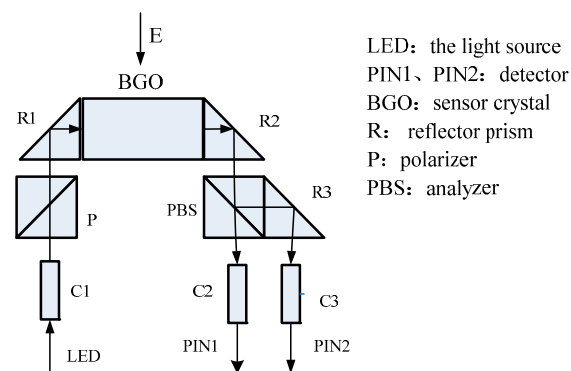 E
BGO
R1
R2
P
PBS
R3
C1
C2
C3
LED
PIN1
PIN2
LED：the light source
PIN1、PIN2：detector
BGO：sensor crystal
R：reflector prism
P：polarizer
PBS：analyzer